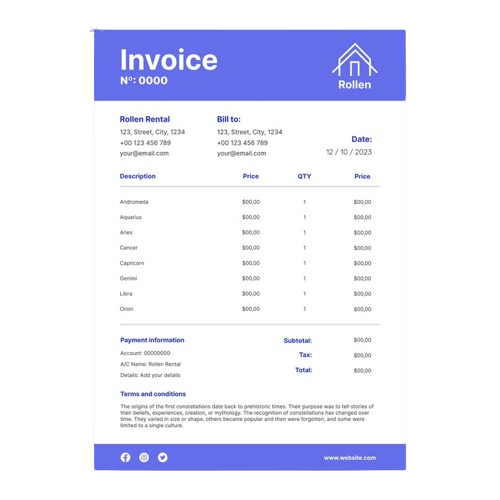 Invoice
Nº: 0000
Rollen
Rollen Rental
123, Street, City, 1234
+00 123 456 789
your@email.com
Bill to:
123, Street, City, 1234
+00 123 456 789
your@email.com
Date:
12 / 10 / 2023
Description Price QTY Price
Andromeda $00,00 1 $00,00
Aquarius $00,00 1 $00,00
Aries $00,00 1 $00,00
Cancer $00,00 1 $00,00
Capricorn $00,00 1 $00,00
Gemini $00,00 1 $00,00
Libra $00,00 1 $00,00
Orion $00,00 1 $00,00
Payment information
Account: 00000000
A/C Name: Rollen Rental
Details: Add your details
Subtotal: $00,00
Tax: $00,00
Total: $00,00
Terms and conditions
The origins of the first constellations date back to prehistoric times. Their purpose was to tell stories of
their beliefs, experiences, creation, or mythology. The recognition of constellations has changed over
time. They varied in size or shape, others became popular and then were forgotten, and some were
limited to a single culture.
www.website.com